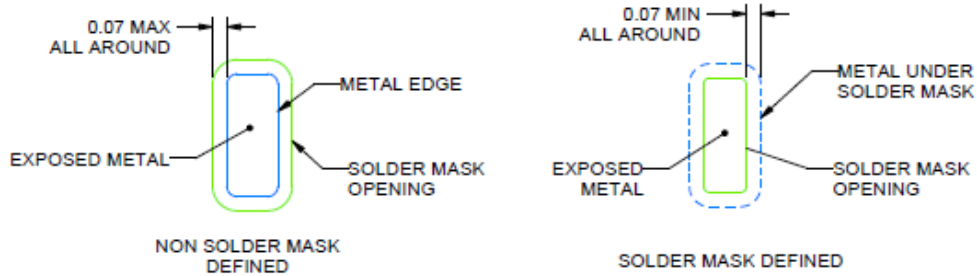 0.07 MAX
ALL AROUND
METAL EDGE
EXPOSED METAL
SOLDER MASK
OPENING
NON SOLDER MASK
DEFINED
0.07 MIN
ALL AROUND
METAL UNDER
SOLDER MASK
EXPOSED
METAL
SOLDER MASK
OPENING
SOLDER MASK DEFINED